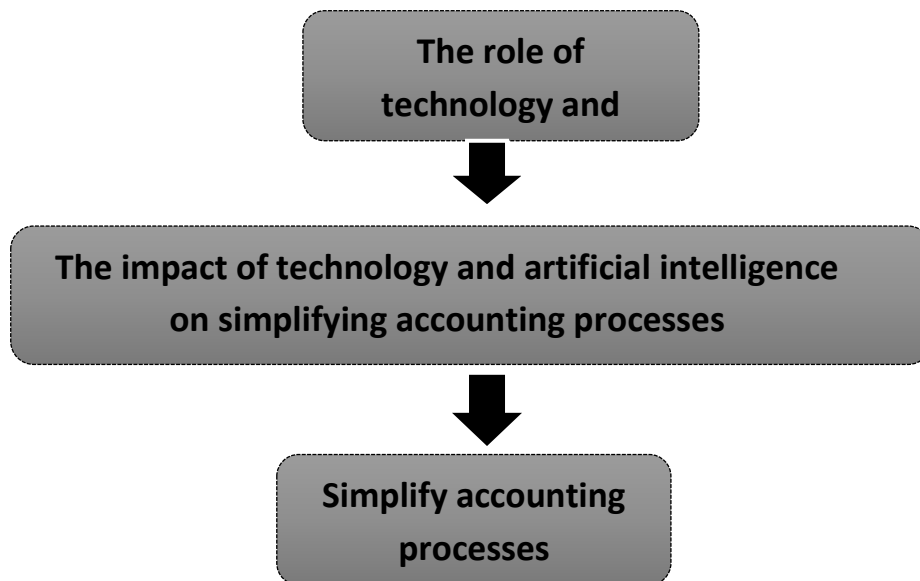 The role of
technology and
The impact of technology and artificial intelligence
on simplifying accounting processes
Simplify accounting
processes